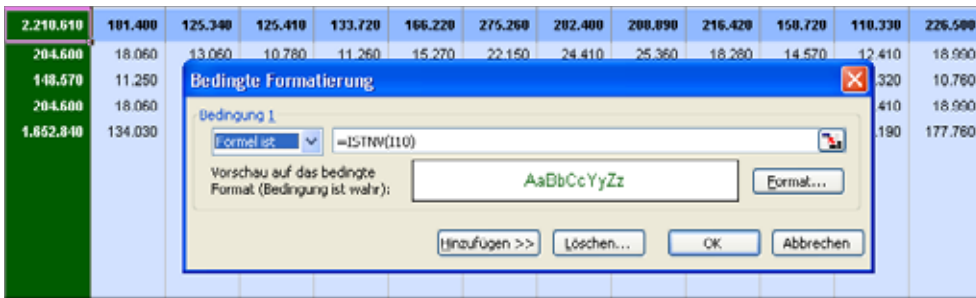 2.210.610 181.400 125.340 125.410 133.720 166.220 275.260 282.400 208.890 216.420 158.720 110.330 226.500
204.600 18.060 13.060 10.780 11.260 15.270 22.150 24.410 25.360 18.280 14.570 12.410 18.990
148.570 11.250 .320 10.760
204.600 18.060 .410 18.990
1.652.840 134.030 .190 177.760
Bedingte Formatierung
Bedingung 1
Formel ist =ISTNV(I10)
Vorschau auf das bedingte
Format (Bedingung ist wahr):
AaBbCcYyZz
Format...
Hinzufügen >> Löschen... OK Abbrechen